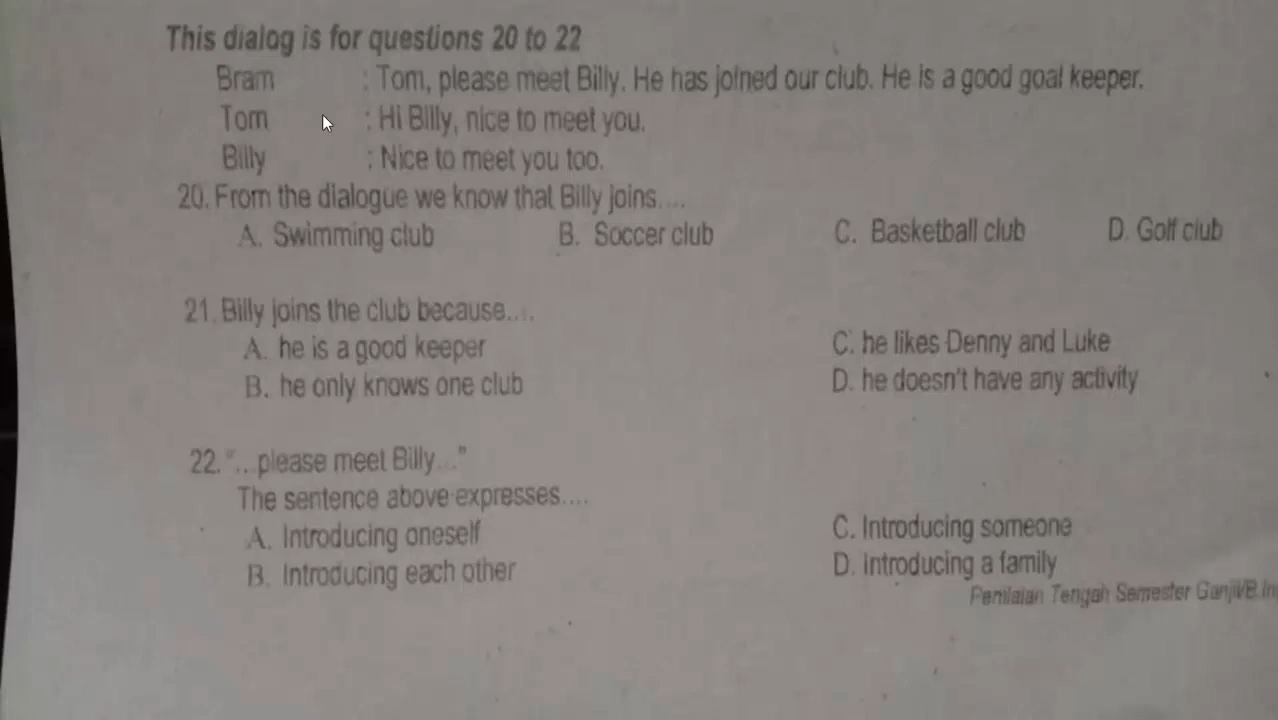 This dialog is for questions 20 to 22
Bram : Tom, please meet Billy. He has joined our club. He is a good goal keeper.
Tom : Hi Billy, nice to meet you.
Billy : Nice to meet you too.
20. From the dialogue we know that Billy joins....
A. Swimming club B. Soccer club C. Basketball club D. Golf club
21. Billy joins the club because....
A. he is a good keeper C. he likes Denny and Luke
B. he only knows one club D. he doesn't have any activity
22. "...please meet Billy..."
The sentence above expresses....
A. Introducing oneself C. Introducing someone
B. Introducing each other D. Introducing a family
Penilaian Tengah Semester Ganjil/B.In